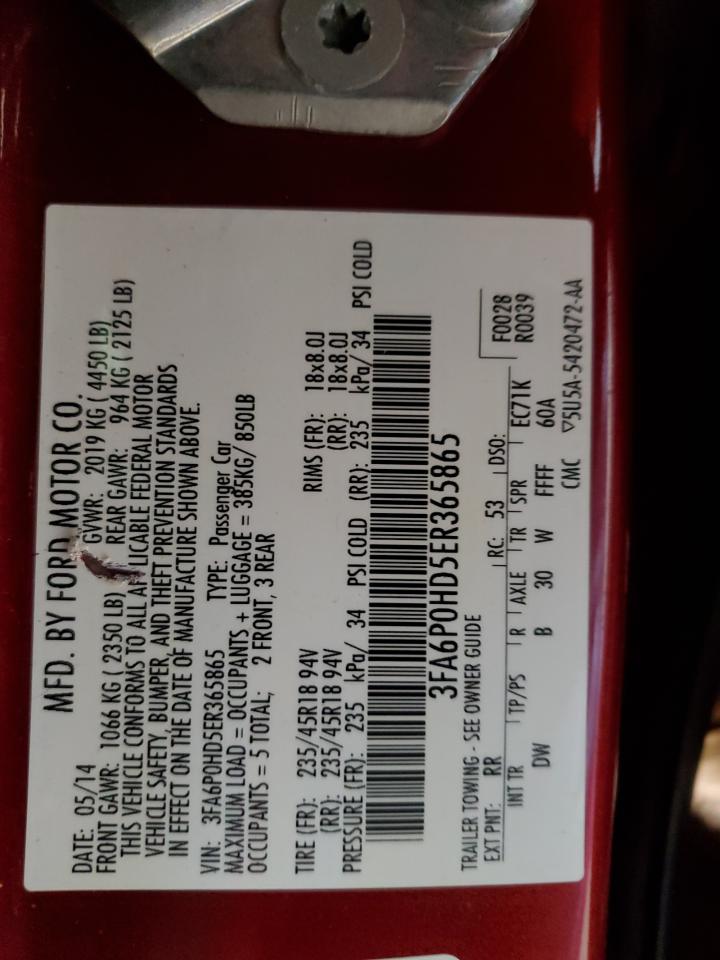 MFD. BY FORD MOTOR CO.
DATE: 05/14 GVWR: 2019 KG ( 4450 LB)
FRONT GAWR: 1066 KG ( 2350 LB) REAR GAWR: 964 KG ( 2125 LB)
THIS VEHICLE CONFORMS TO ALL APPLICABLE FEDERAL MOTOR
VEHICLE SAFETY, BUMPER, AND THEFT PREVENTION STANDARDS
IN EFFECT ON THE DATE OF MANUFACTURE SHOWN ABOVE.
VIN: 3FA6P0HD5ER365865 TYPE: Passenger Car
MAXIMUM LOAD = OCCUPANTS + LUGGAGE = 385KG/ 850LB
OCCUPANTS = 5 TOTAL; 2 FRONT, 3 REAR
TIRE (FR): 235/45R18 94V RIMS (FR): 18x8.0J
(RR): 235/45R18 94V (RR): 18x8.0J
PRESSURE (FR): 235 kPa/ 34 PSI COLD (RR): 235 kPa/ 34 PSI COLD
3FA6P0HD5ER365865
TRAILER TOWING - SEE OWNER GUIDE F0028
EXT PNT: RR RC: 53 DSO: R0039
INT TR TP/PS R AXLE TR SPR EC71K
DW B 30 W FFFF 60A
CMC ▽5U5A-5420472-AA